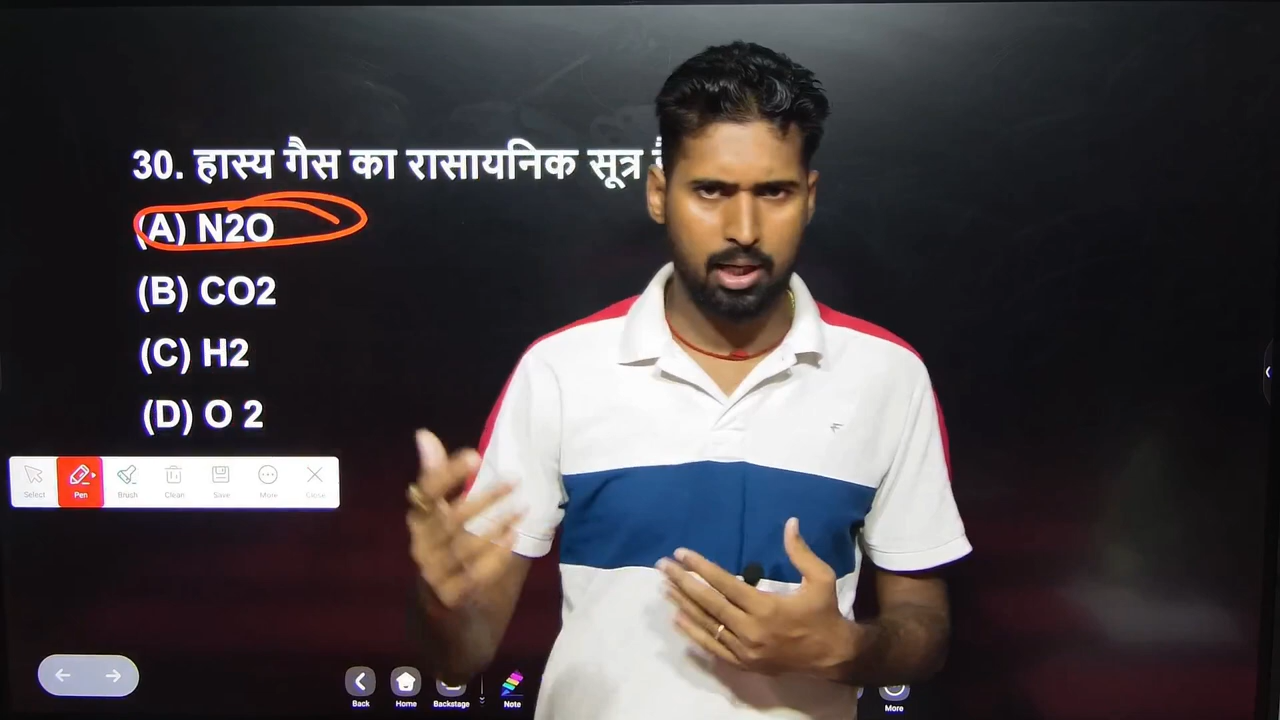 30. हास्य गैस का रासायनिक सूत्र
(A) N2O
(B) CO2
(C) H2
(D) O 2
Select Pen Brush Clean Save More Close
Back Home Backstage Note More